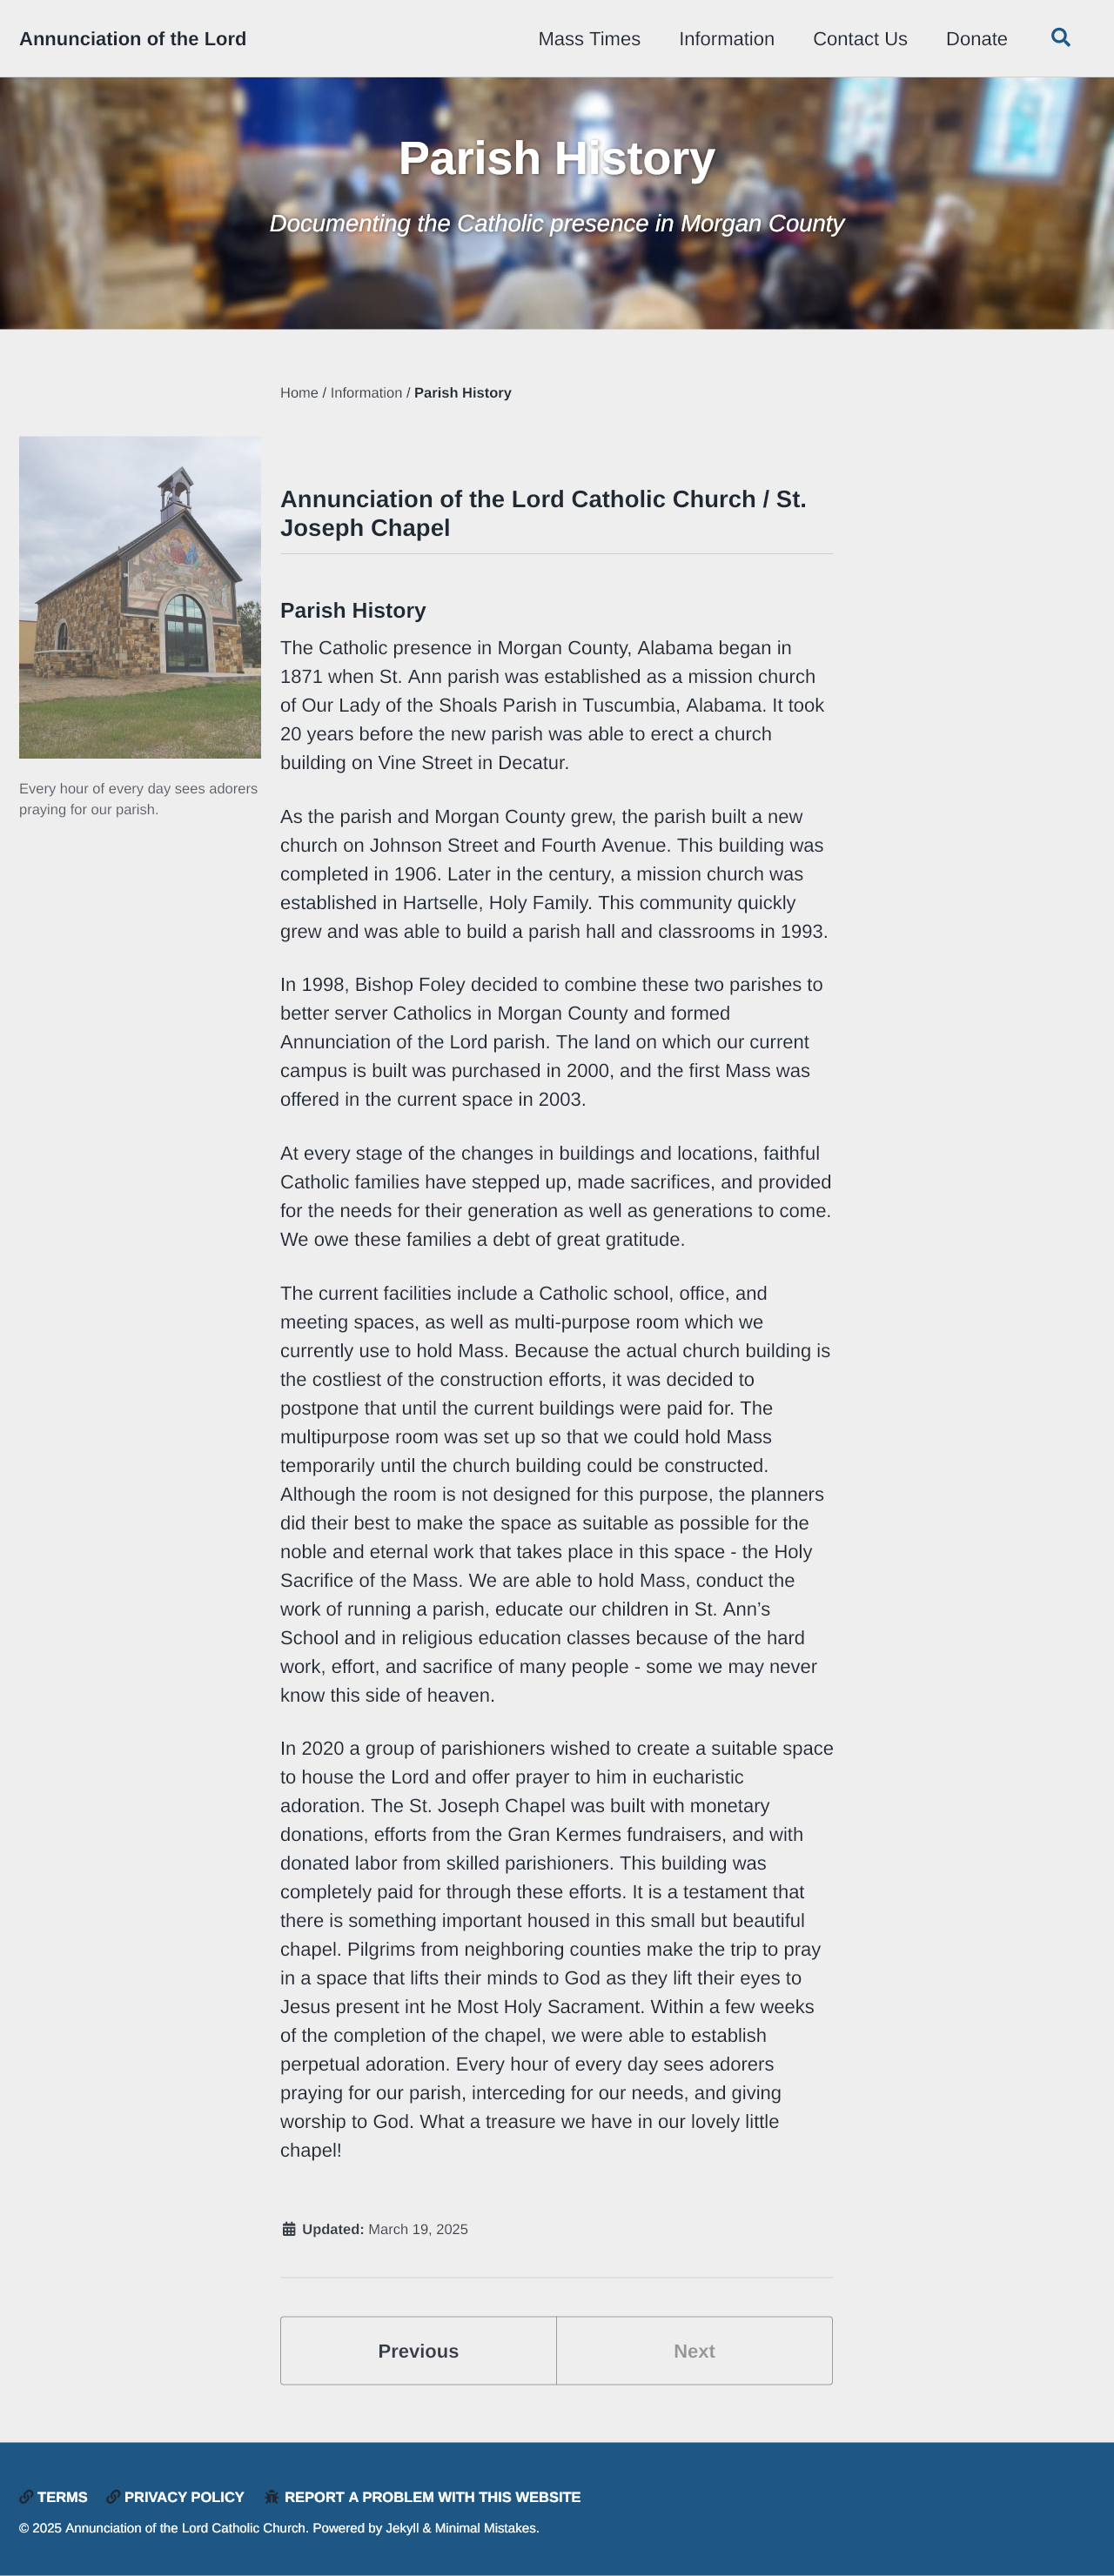 Annunciation of the Lord
Mass Times
Information
Contact Us
Donate
Parish History
Documenting the Catholic presence in Morgan County
Home / Information / Parish History
Every hour of every day sees adorers
praying for our parish.
Annunciation of the Lord Catholic Church / St.
Joseph Chapel
Parish History
The Catholic presence in Morgan County, Alabama began in
1871 when St. Ann parish was established as a mission church
of Our Lady of the Shoals Parish in Tuscumbia, Alabama. It took
20 years before the new parish was able to erect a church
building on Vine Street in Decatur.
As the parish and Morgan County grew, the parish built a new
church on Johnson Street and Fourth Avenue. This building was
completed in 1906. Later in the century, a mission church was
established in Hartselle, Holy Family. This community quickly
grew and was able to build a parish hall and classrooms in 1993.
In 1998, Bishop Foley decided to combine these two parishes to
better server Catholics in Morgan County and formed
Annunciation of the Lord parish. The land on which our current
campus is built was purchased in 2000, and the first Mass was
offered in the current space in 2003.
At every stage of the changes in buildings and locations, faithful
Catholic families have stepped up, made sacrifices, and provided
for the needs for their generation as well as generations to come.
We owe these families a debt of great gratitude.
The current facilities include a Catholic school, office, and
meeting spaces, as well as multi-purpose room which we
currently use to hold Mass. Because the actual church building is
the costliest of the construction efforts, it was decided to
postpone that until the current buildings were paid for. The
multipurpose room was set up so that we could hold Mass
temporarily until the church building could be constructed.
Although the room is not designed for this purpose, the planners
did their best to make the space as suitable as possible for the
noble and eternal work that takes place in this space - the Holy
Sacrifice of the Mass. We are able to hold Mass, conduct the
work of running a parish, educate our children in St. Ann’s
School and in religious education classes because of the hard
work, effort, and sacrifice of many people - some we may never
know this side of heaven.
In 2020 a group of parishioners wished to create a suitable space
to house the Lord and offer prayer to him in eucharistic
adoration. The St. Joseph Chapel was built with monetary
donations, efforts from the Gran Kermes fundraisers, and with
donated labor from skilled parishioners. This building was
completely paid for through these efforts. It is a testament that
there is something important housed in this small but beautiful
chapel. Pilgrims from neighboring counties make the trip to pray
in a space that lifts their minds to God as they lift their eyes to
Jesus present int he Most Holy Sacrament. Within a few weeks
of the completion of the chapel, we were able to establish
perpetual adoration. Every hour of every day sees adorers
praying for our parish, interceding for our needs, and giving
worship to God. What a treasure we have in our lovely little
chapel!
Updated: March 19, 2025
Previous
Next
TERMS
PRIVACY POLICY
REPORT A PROBLEM WITH THIS WEBSITE
© 2025 Annunciation of the Lord Catholic Church. Powered by Jekyll & Minimal Mistakes.